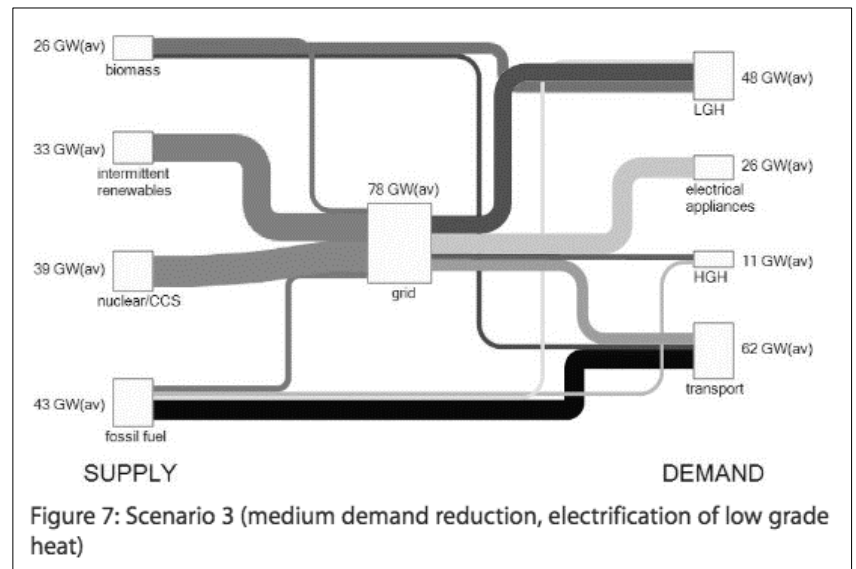 26 GW(av)
biomass
33 GW(av)
intermittent
renewables
39 GW(av)
nuclear/CCS
43 GW(av)
fossil fuel
78 GW(av)
grid
48 GW(av)
LGH
26 GW(av)
electrical
appliances
11 GW(av)
HGH
62 GW(av)
transport
SUPPLY
DEMAND
Figure 7: Scenario 3 (medium demand reduction, electrification of low grade
heat)